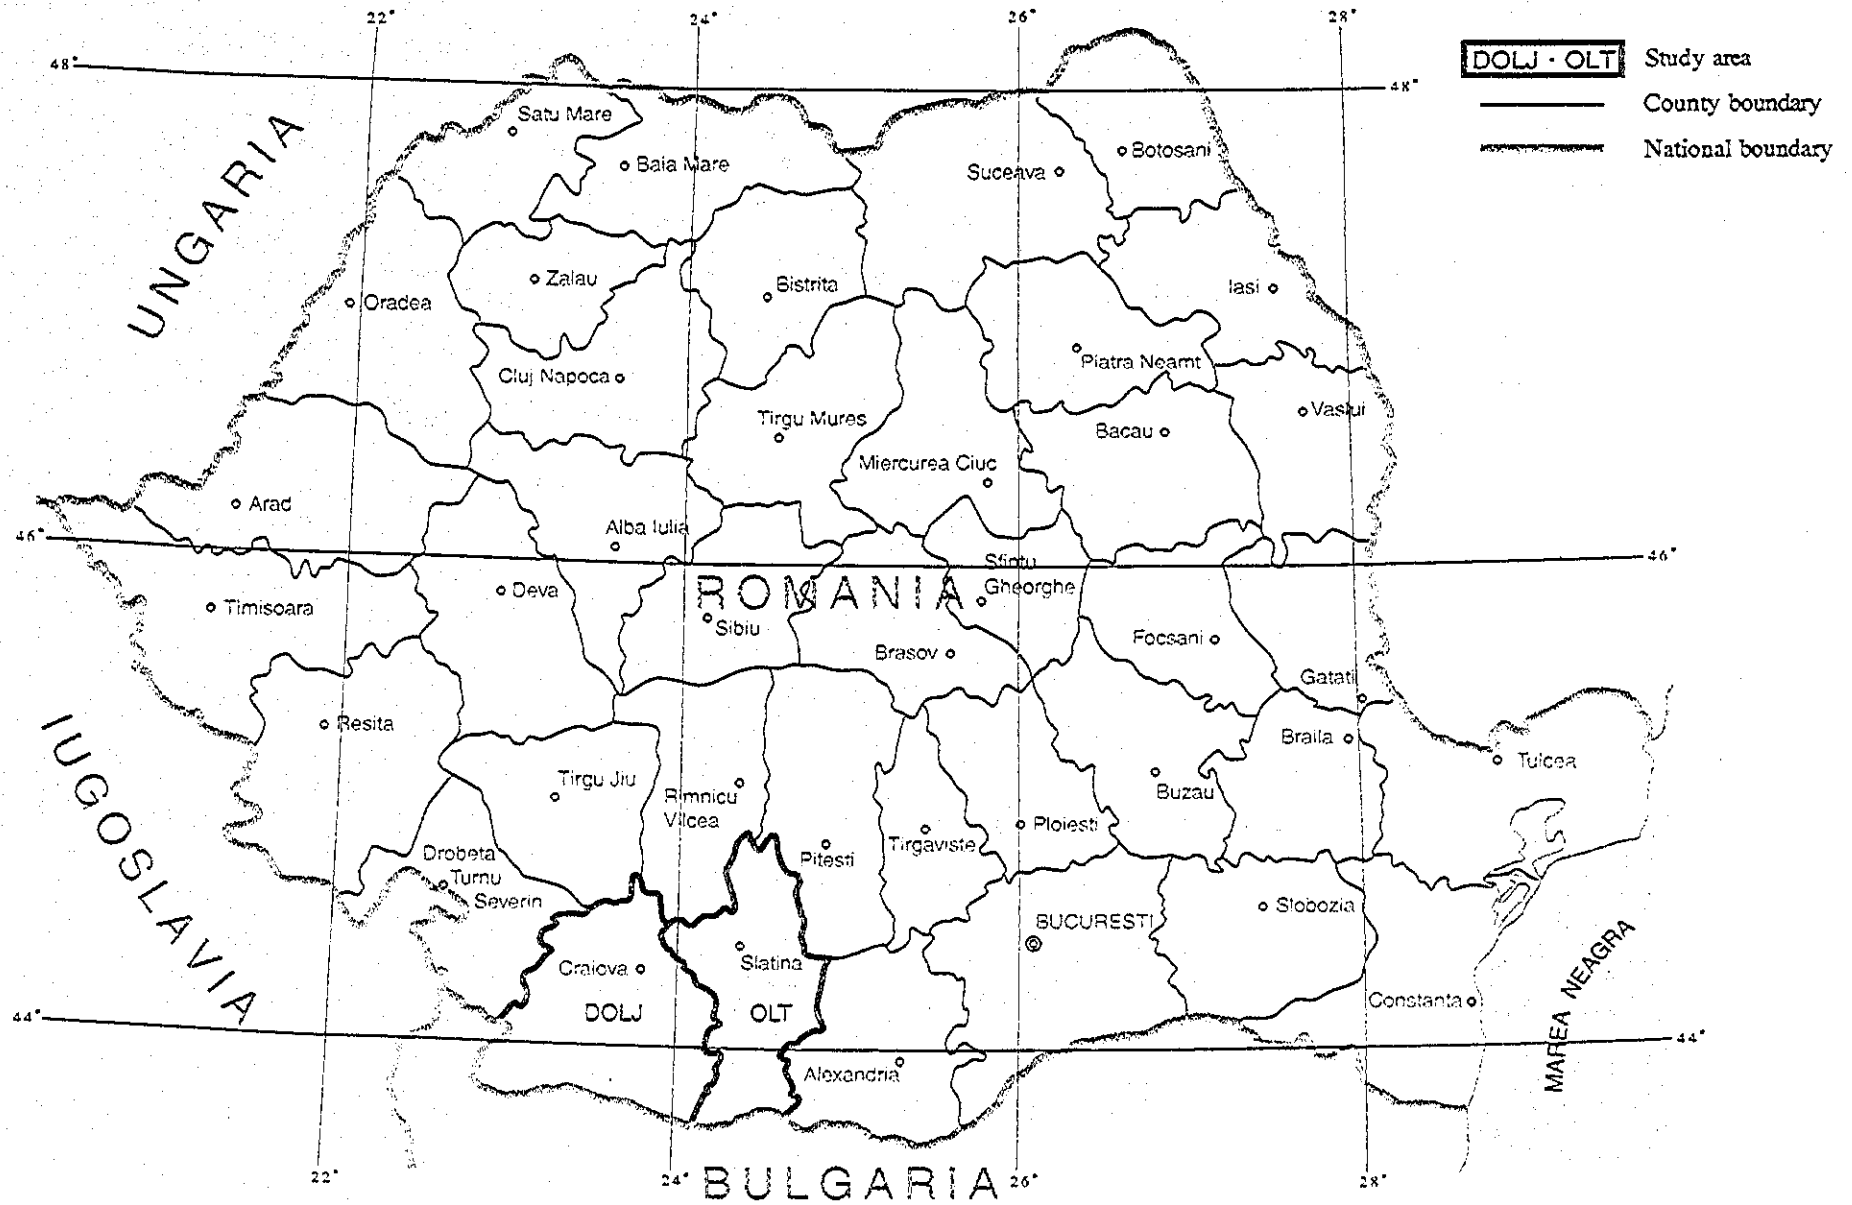 22°
24°
26°
28°
48°
48°
DOLJ · OLT
Study area
County boundary
National boundary
UNGARIA
Satu Mare
Baia Mare
Suceava
Botosani
Zalau
Oradea
Bistrita
Iasi
Piatra Neamt
Cluj Napoca
Tirgu Mures
Vaslui
Bacau
Miercurea Ciuc
Arad
Alba Iulia
46°
46°
Sfintu
Gheorghe
ROMANIA
Deva
Timisoara
Sibiu
Focsani
Brasov
Gatati
Resita
Braila
Tulcea
IUGOSLAVIA
Tirgu Jiu
Rimnicu
Vilcea
Buzau
Ploiesti
Tirgaviste
Pitesti
Drobeta
Turnu
Severin
BUCURESTI
Slobozia
Slatina
Craiova
DOLJ
OLT
Constanta
MAREA NEAGRA
44°
44°
Alexandria
22°
24°
BULGARIA
26°
28°